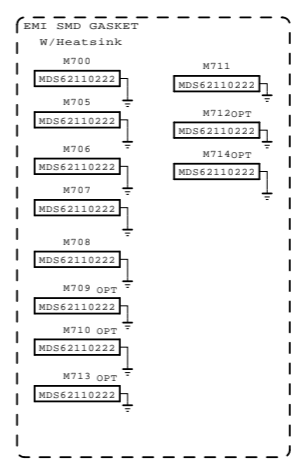 EMI SMD GASKET
W/Heatsink
M700
MDS62110222
M705
MDS62110222
M706
MDS62110222
M707
MDS62110222
M708
MDS62110222
M709 OPT
MDS62110222
M710 OPT
MDS62110222
M713 OPT
MDS62110222
M711
MDS62110222
M712OPT
MDS62110222
M714OPT
MDS62110222